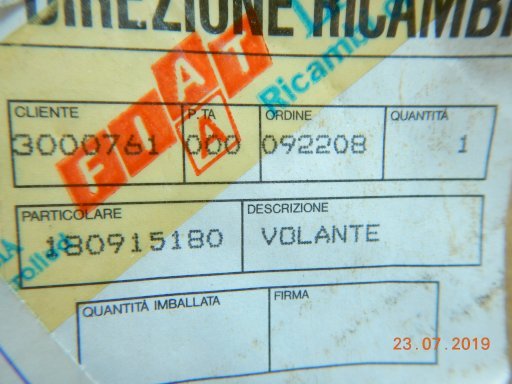 DIREZIONE RICAMBI
FIAT
Ricambi
CLIENTE P.TA ORDINE QUANTITÀ
3000761 000 092208 1
PARTICOLARE DESCRIZIONE
180915180 VOLANTE
QUANTITÀ IMBALLATA FIRMA
23.07.2019